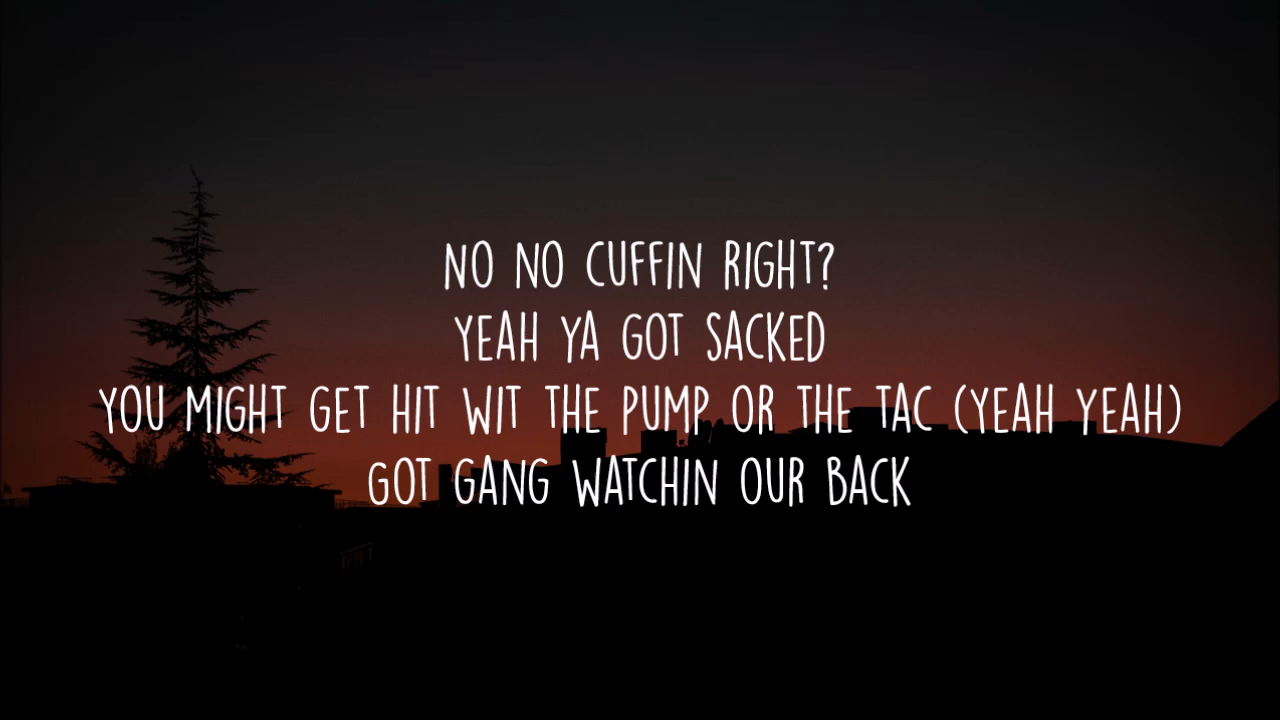 NO NO CUFFIN RIGHT?
YEAH YA GOT SACKED
YOU MIGHT GET HIT WIT THE PUMP OR THE TAC (YEAH YEAH)
GOT GANG WATCHIN OUR BACK